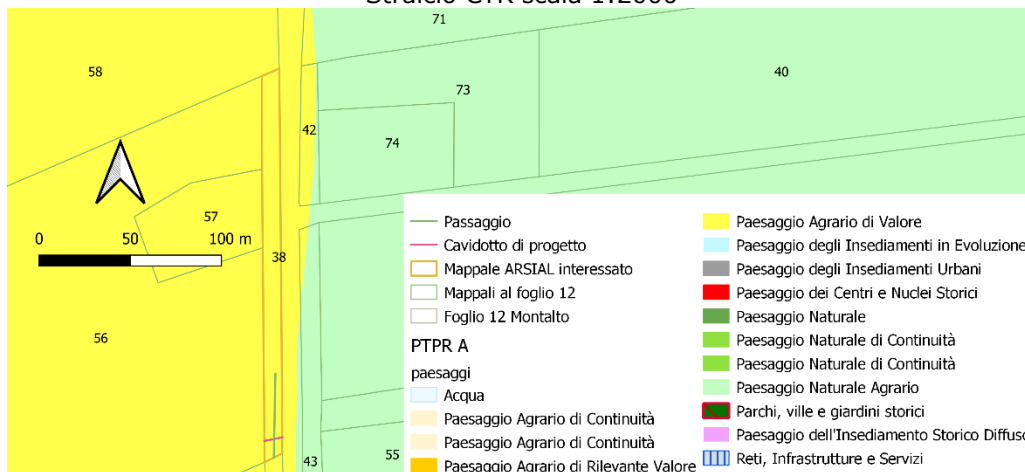 Stralcio CTR scala 1:2000
71
58
40
73
42
74
57
0 50 100 m
38
56
43
55
Passaggio
Cavidotto di progetto
Mappale ARSIAL interessato
Mappali al foglio 12
Foglio 12 Montalto
PTPR A
paesaggi
Acqua
Paesaggio Agrario di Continuità
Paesaggio Agrario di Continuità
Paesaggio Agrario di Rilevante Valore
Paesaggio Agrario di Valore
Paesaggio degli Insediamenti in Evoluzione
Paesaggio degli Insediamenti Urbani
Paesaggio dei Centri e Nuclei Storici
Paesaggio Naturale
Paesaggio Naturale di Continuità
Paesaggio Naturale di Continuità
Paesaggio Naturale Agrario
Parchi, ville e giardini storici
Paesaggio dell'Insediamento Storico Diffuso
Reti, Infrastrutture e Servizi